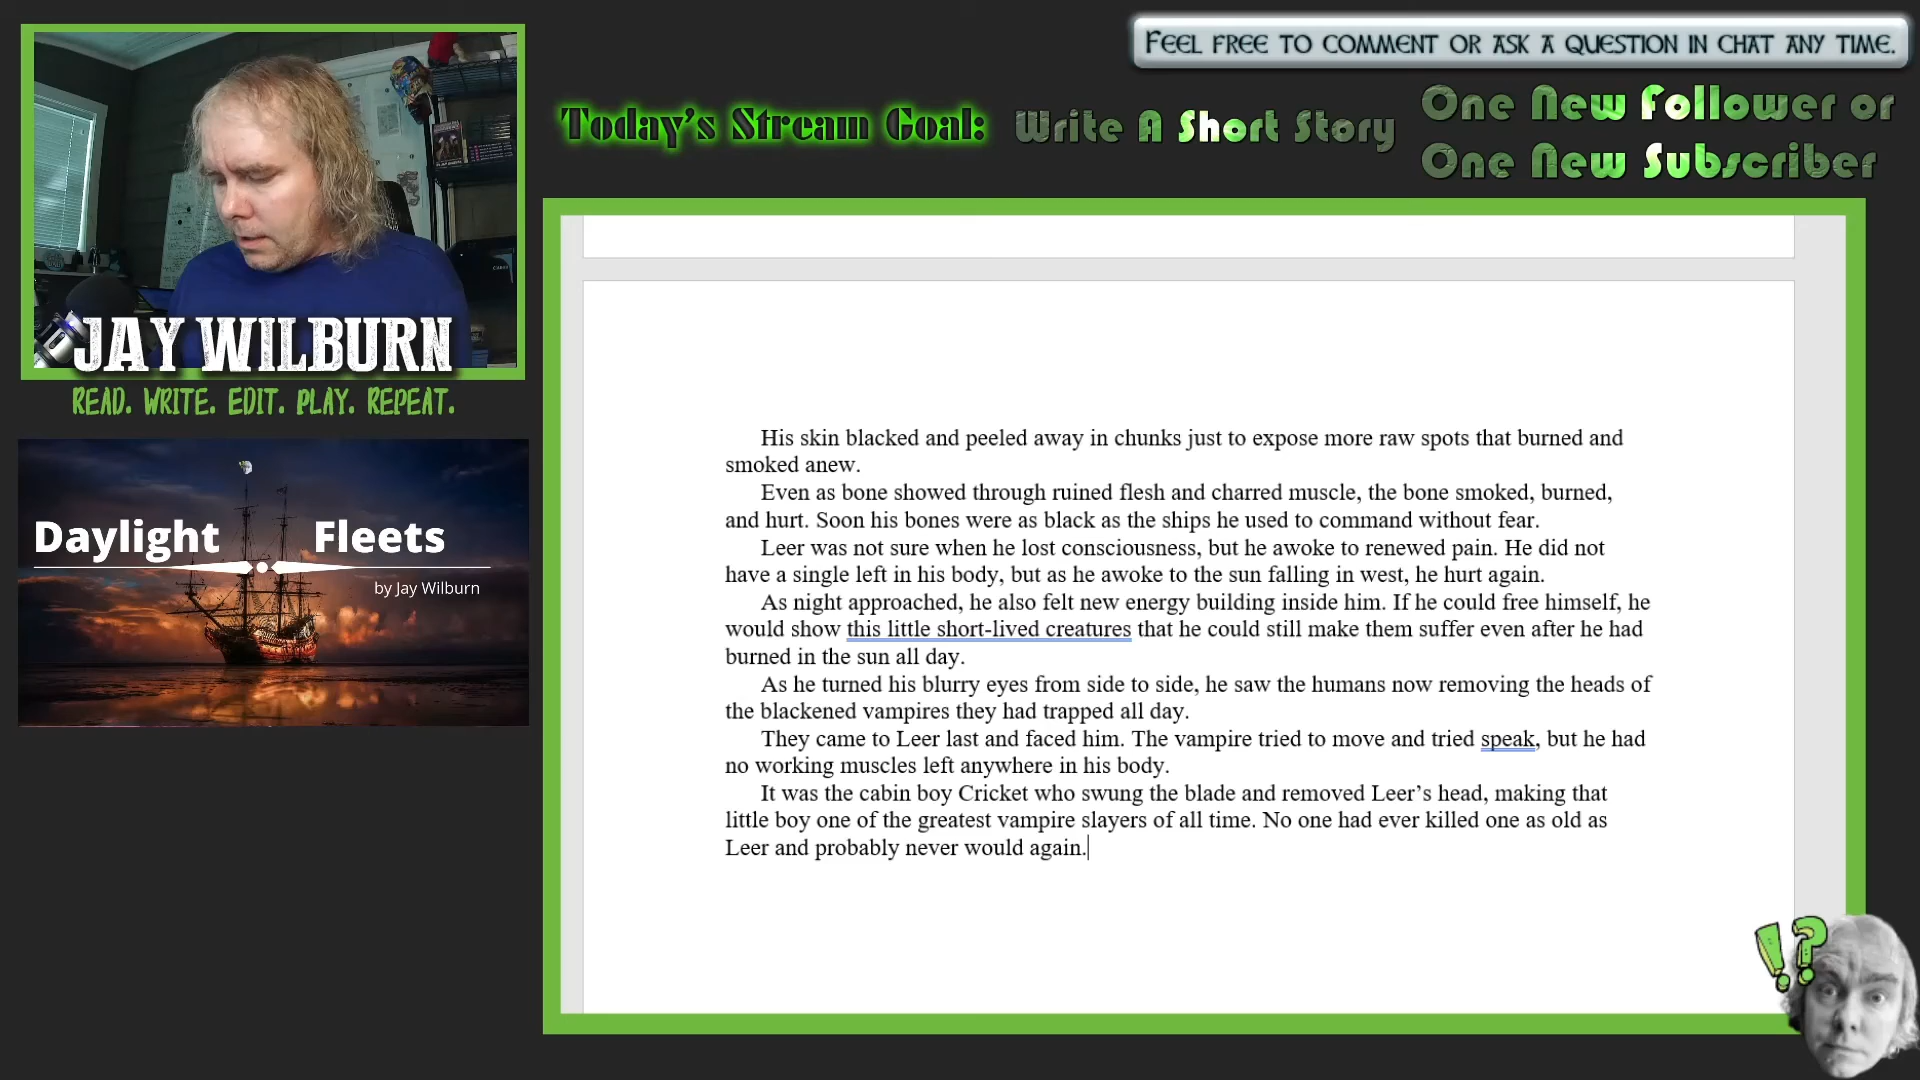 FEEL FREE TO COMMENT OR ASK A QUESTION IN CHAT ANY TIME.
Today's Stream Goal:
Write A Short Story
One New Follower or
One New Subscriber
JAY WILBURN
READ. WRITE. EDIT. PLAY. REPEAT.
Daylight Fleets
by Jay Wilburn
His skin blacked and peeled away in chunks just to expose more raw spots that burned and
smoked anew.
Even as bone showed through ruined flesh and charred muscle, the bone smoked, burned,
and hurt. Soon his bones were as black as the ships he used to command without fear.
Leer was not sure when he lost consciousness, but he awoke to renewed pain. He did not
have a single left in his body, but as he awoke to the sun falling in west, he hurt again.
As night approached, he also felt new energy building inside him. If he could free himself, he
would show this little short-lived creatures that he could still make them suffer even after he had
burned in the sun all day.
As he turned his blurry eyes from side to side, he saw the humans now removing the heads of
the blackened vampires they had trapped all day.
They came to Leer last and faced him. The vampire tried to move and tried speak, but he had
no working muscles left anywhere in his body.
It was the cabin boy Cricket who swung the blade and removed Leer's head, making that
little boy one of the greatest vampire slayers of all time. No one had ever killed one as old as
Leer and probably never would again.
!?